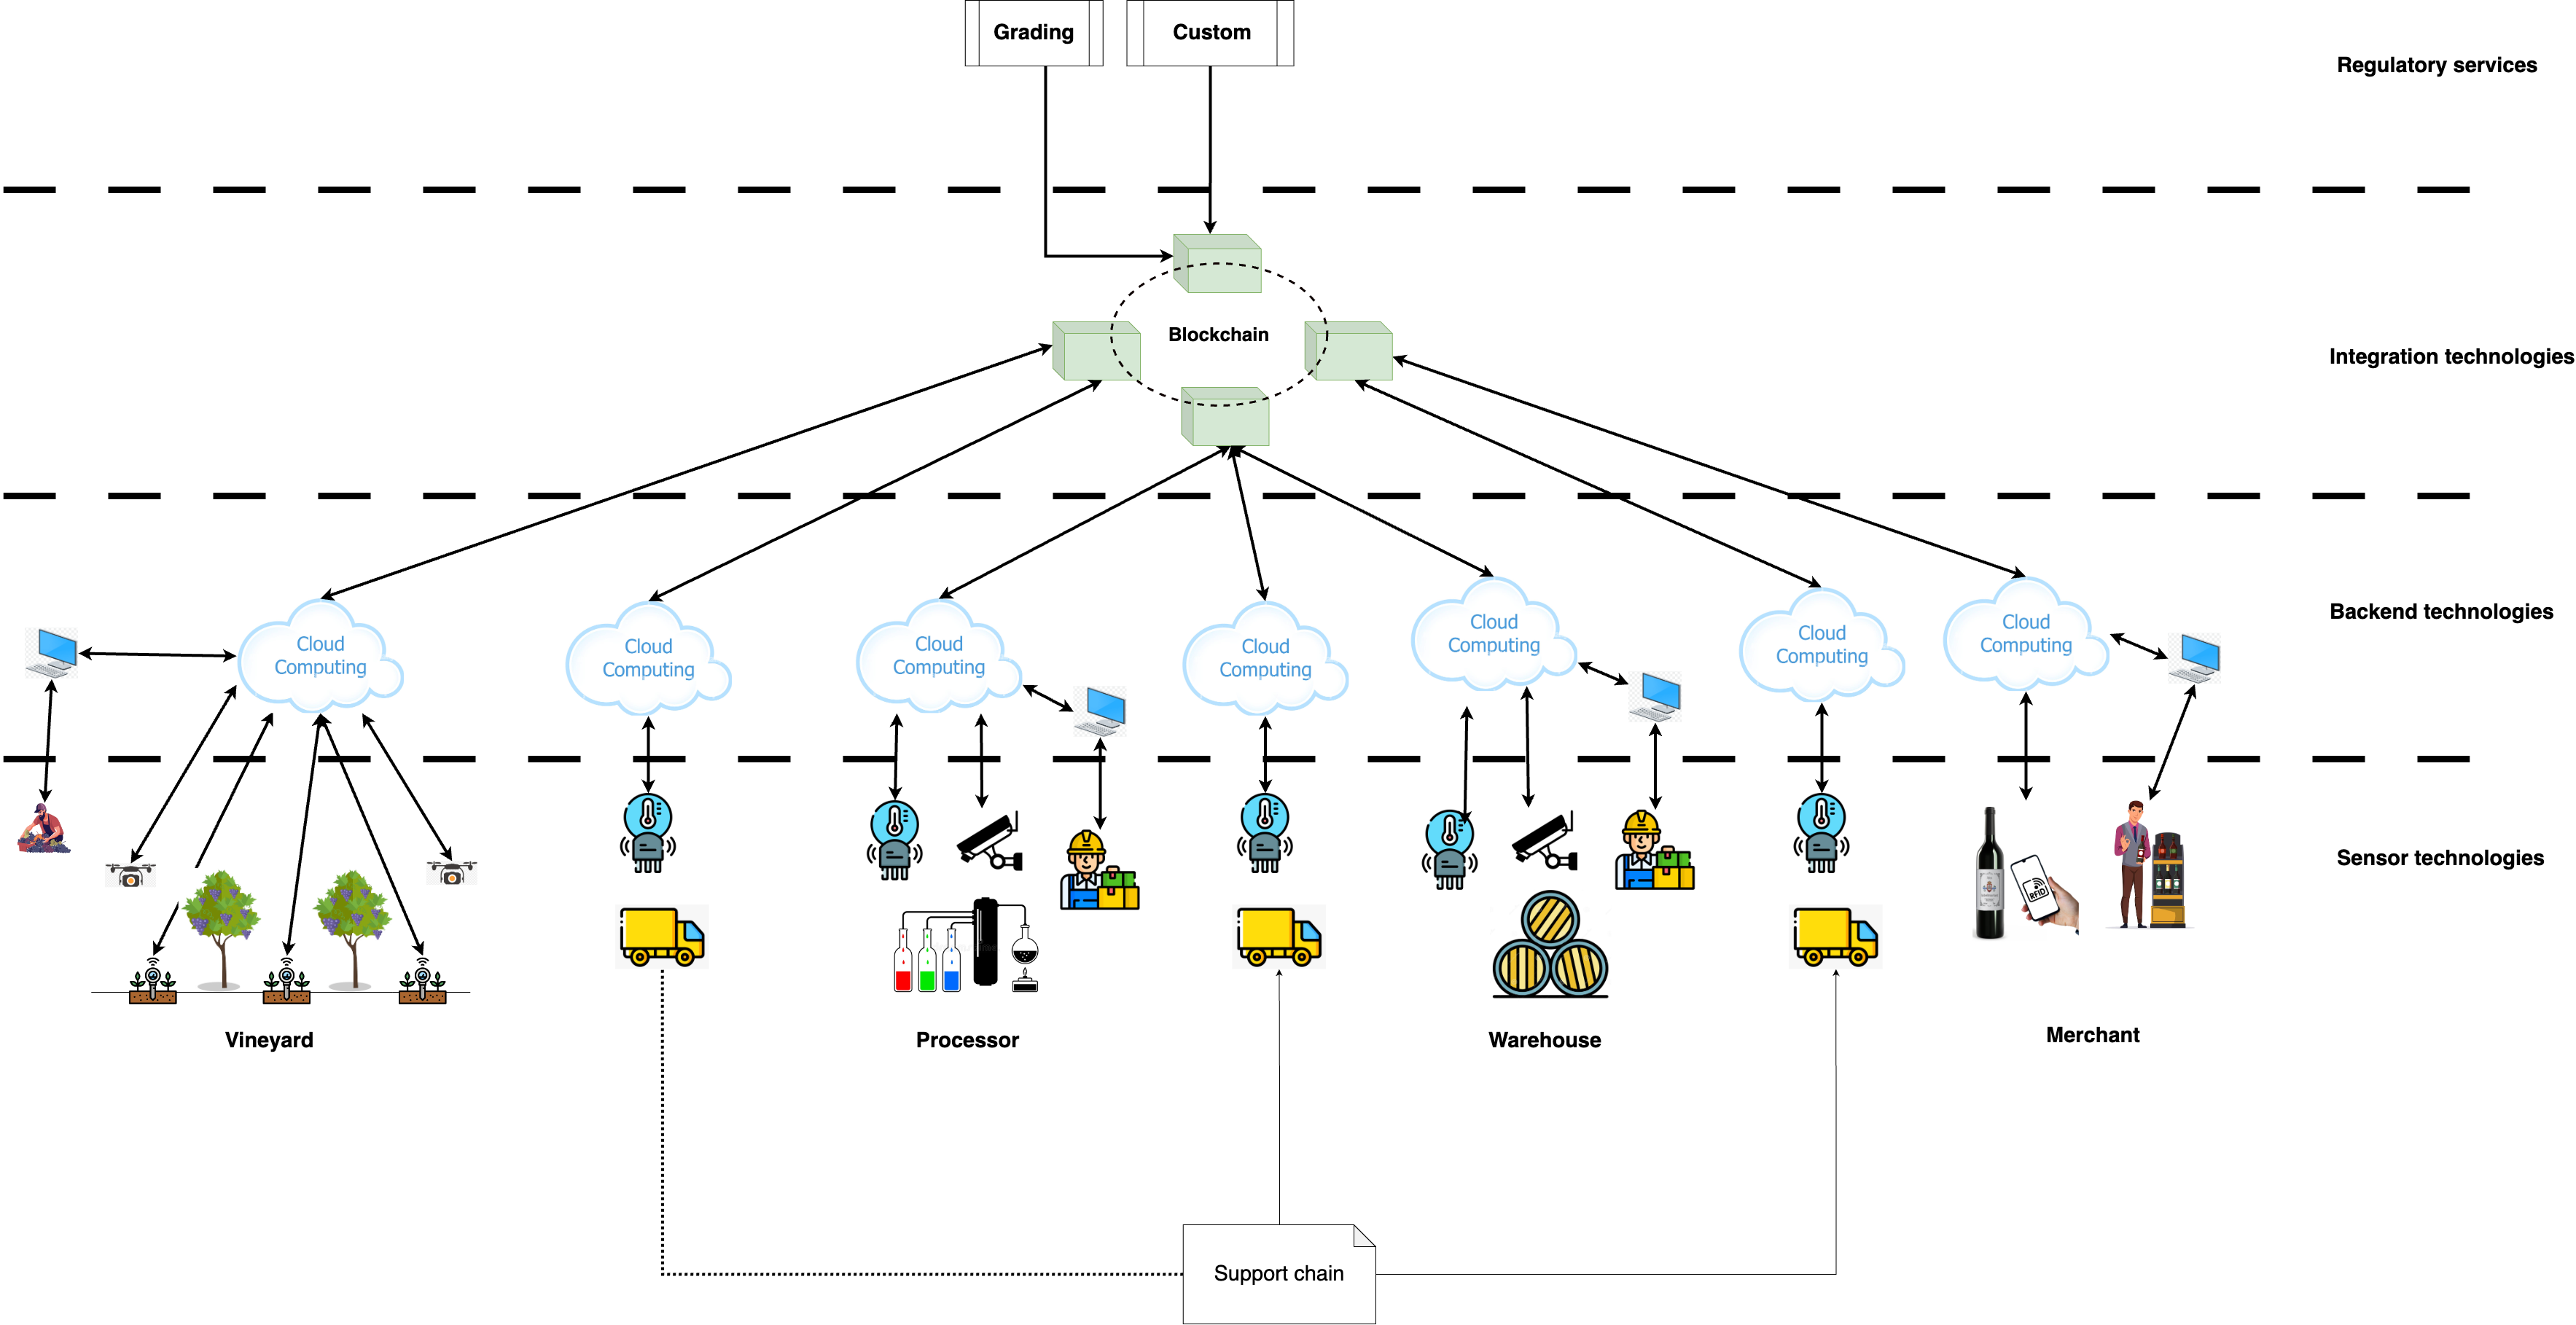 Grading
Custom
Regulatory services
Blockchain
Integration technologies
Cloud
Computing
Cloud
Computing
Cloud
Computing
Cloud
Computing
Cloud
Computing
Cloud
Computing
Cloud
Computing
Backend technologies
RFID
Sensor technologies
Vineyard
Processor
Warehouse
Merchant
Support chain